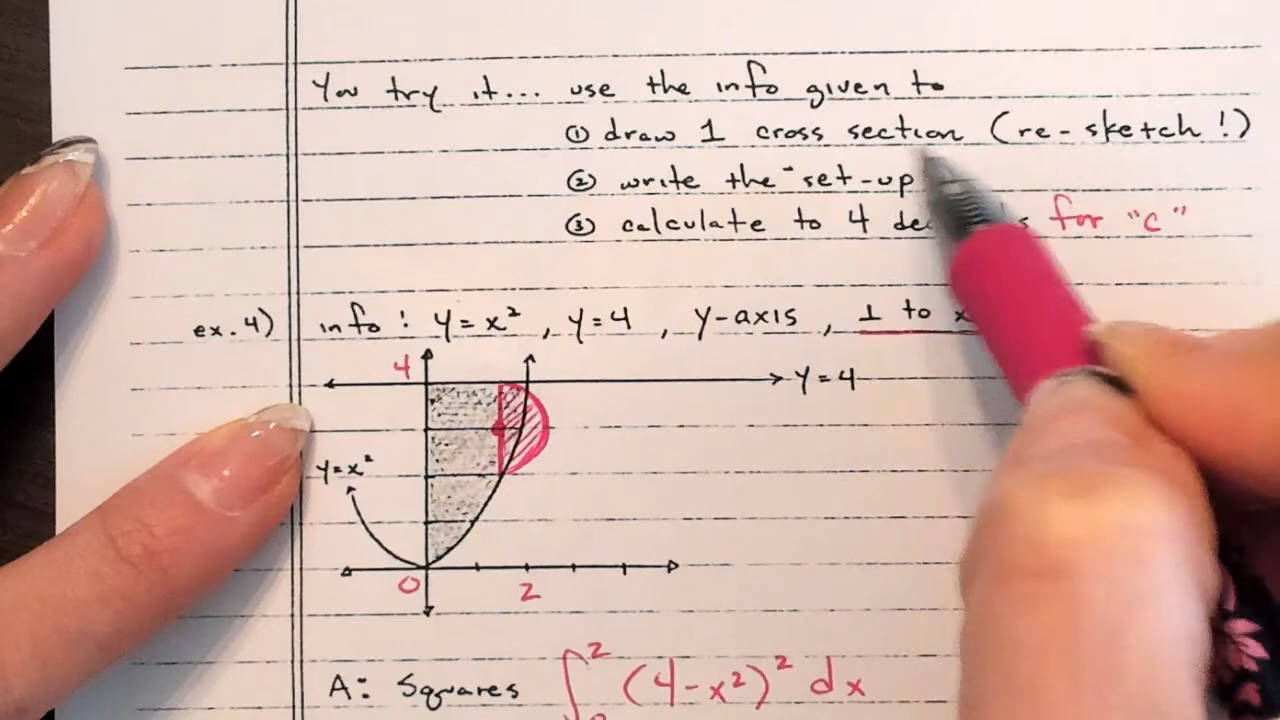 You try it... use the info given to
① draw 1 cross section (re-sketch!)
② write the set-up
③ calculate to 4 for "c"
ex. 4) info: y=x², y=4, y-axis, ⊥ to x
4
y=4
y=x²
0
2
A: Squares ∫₀² (4-x²)² dx